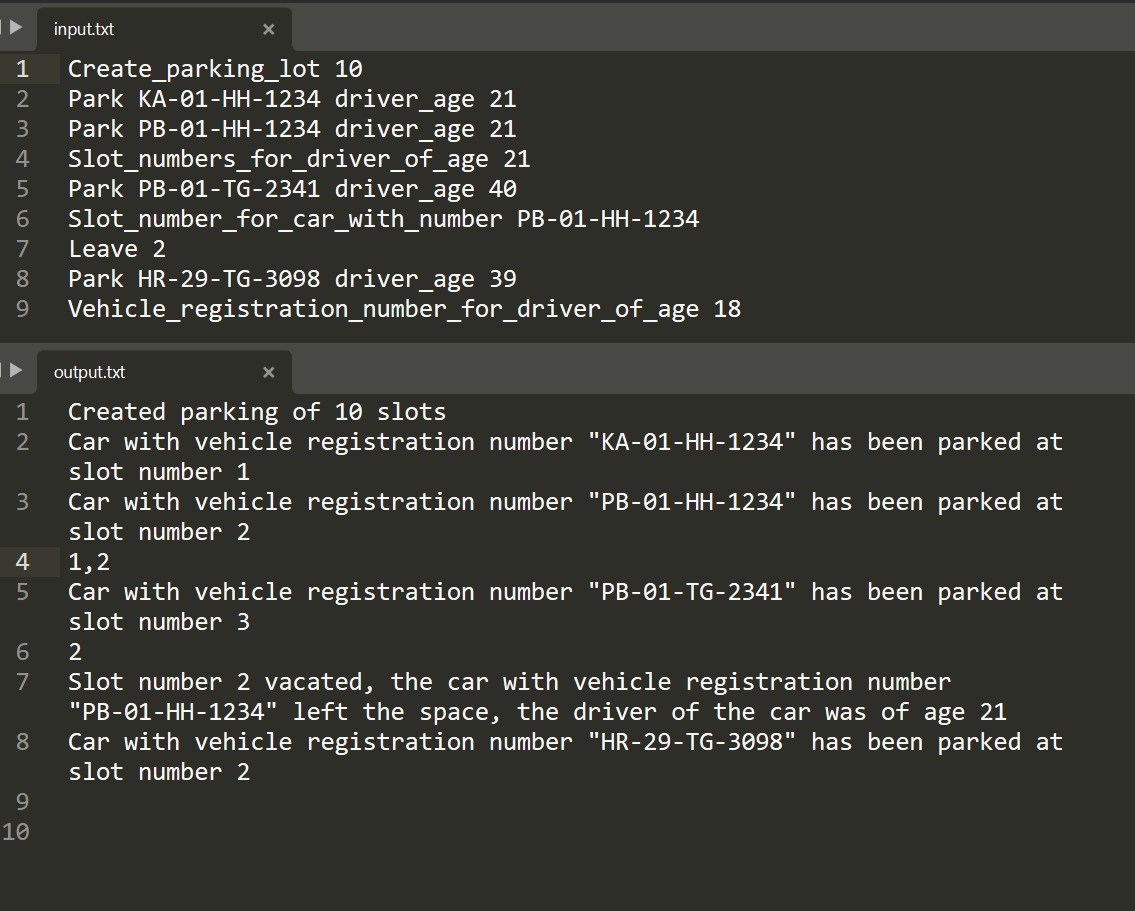 input.txt ×
1 Create_parking_lot 10
2 Park KA-01-HH-1234 driver_age 21
3 Park PB-01-HH-1234 driver_age 21
4 Slot_numbers_for_driver_of_age 21
5 Park PB-01-TG-2341 driver_age 40
6 Slot_number_for_car_with_number PB-01-HH-1234
7 Leave 2
8 Park HR-29-TG-3098 driver_age 39
9 Vehicle_registration_number_for_driver_of_age 18
output.txt ×
1 Created parking of 10 slots
2 Car with vehicle registration number "KA-01-HH-1234" has been parked at
slot number 1
3 Car with vehicle registration number "PB-01-HH-1234" has been parked at
slot number 2
4 1,2
5 Car with vehicle registration number "PB-01-TG-2341" has been parked at
slot number 3
6 2
7 Slot number 2 vacated, the car with vehicle registration number
"PB-01-HH-1234" left the space, the driver of the car was of age 21
8 Car with vehicle registration number "HR-29-TG-3098" has been parked at
slot number 2
9
10